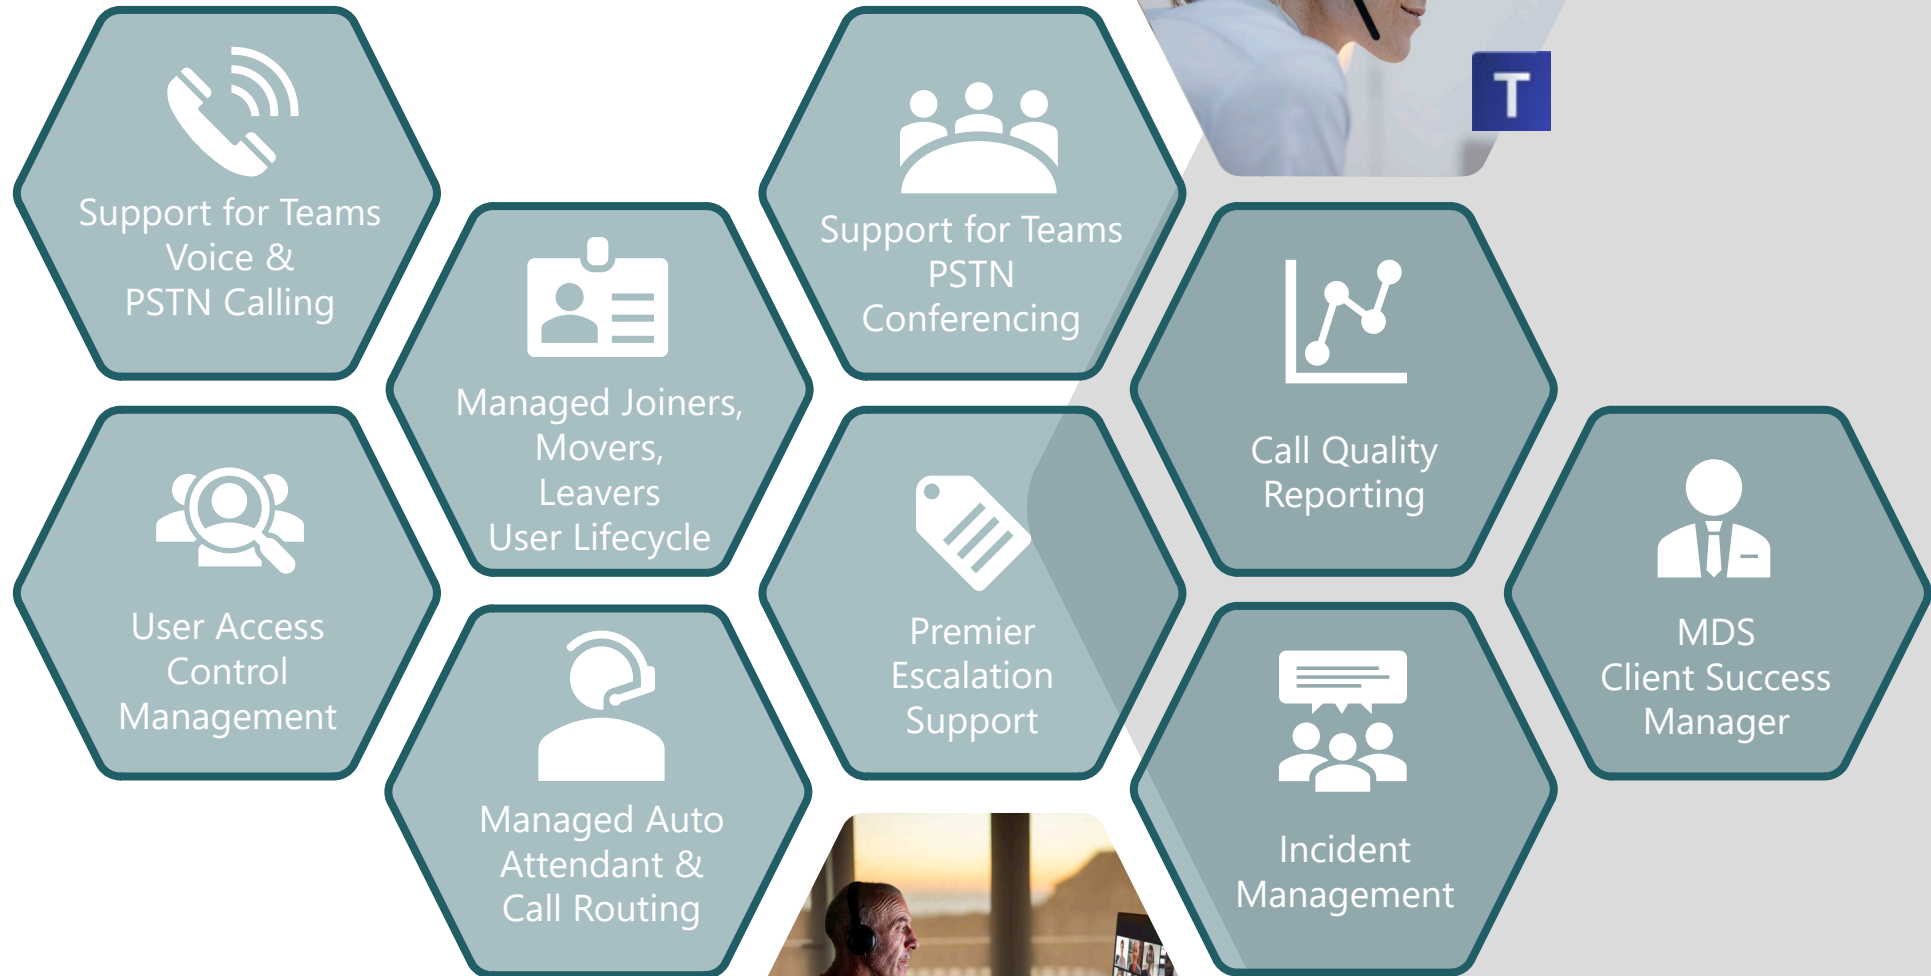 Support for Teams
Voice &
PSTN Calling
Support for Teams
PSTN
Conferencing
T
Managed Joiners,
Movers,
Leavers
User Lifecycle
Call Quality
Reporting
User Access
Control
Management
Premier
Escalation
Support
MDS
Client Success
Manager
Managed Auto
Attendant &
Call Routing
Incident
Management